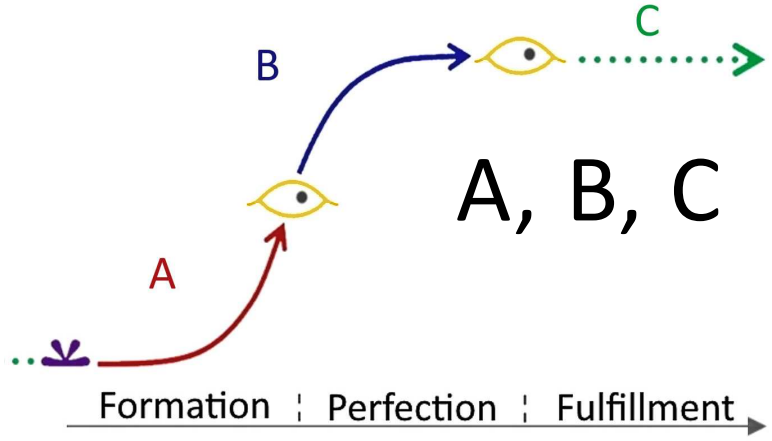 C
B
A, B, C
A
Formation ¦ Perfection ¦ Fulfillment